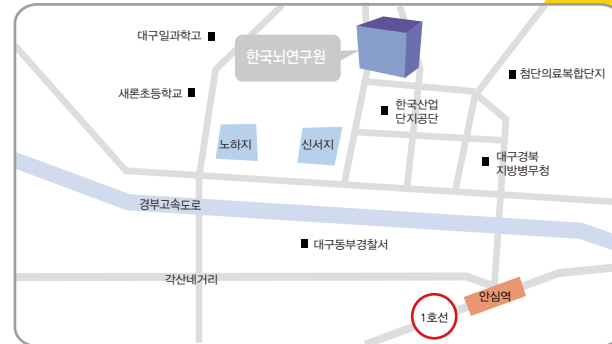 대구일과학고
한국뇌연구원
첨단의료복합단지
새론초등학교
한국산업
단지공단
노하지
신서지
대구경북
지방병무청
경부고속도로
대구동부경찰서
각산네거리
안심역
1호선